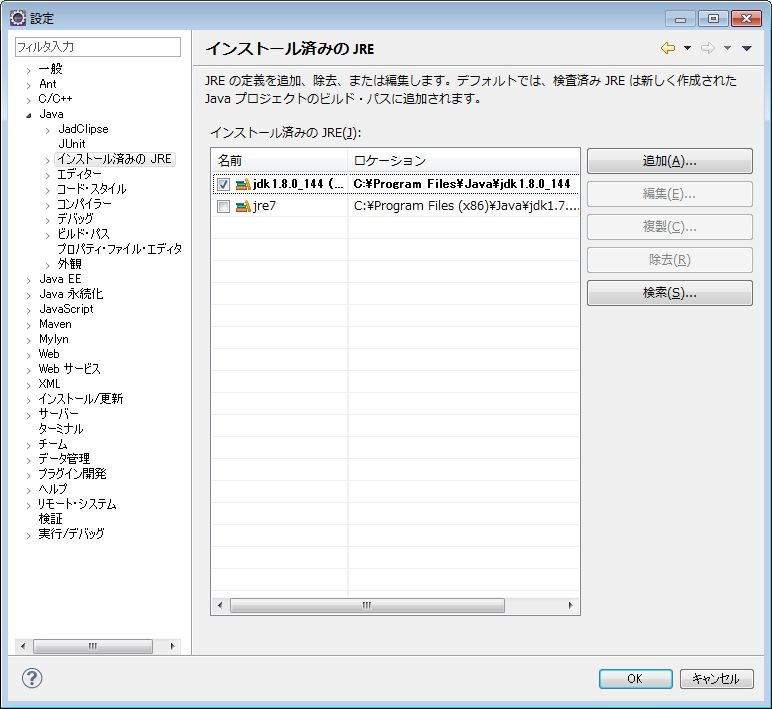 設定
フィルタ入力
一般
Ant
C/C++
Java
JadClipse
JUnit
インストール済みの JRE
エディター
コード・スタイル
コンパイラー
デバッグ
ビルド・パス
プロパティ・ファイル・エディタ
外観
Java EE
Java 永続化
JavaScript
Maven
Mylyn
Web
Web サービス
XML
インストール/更新
サーバー
ターミナル
チーム
データ管理
プラグイン開発
ヘルプ
リモート・システム
検証
実行/デバッグ
インストール済みの JRE
JRE の定義を追加、除去、または編集します。デフォルトでは、検査済み JRE は新しく作成された
Java プロジェクトのビルド・パスに追加されます。
インストール済みの JRE(J):
名前 ロケーション
jdk1.8.0_144 (... C:¥Program Files¥Java¥jdk1.8.0_144
jre7 C:¥Program Files (x86)¥Java¥jdk1.7....
追加(A)...
編集(E)...
複製(C)...
除去(R)
検索(S)...
OK
キャンセル